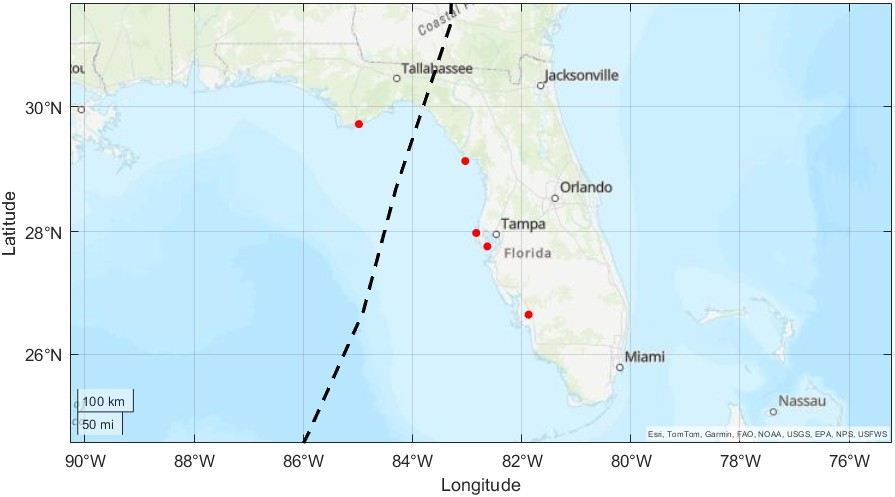 Coastal
Tallahassee
Jacksonville
30°N
Orlando
Latitude
28°N
Tampa
Florida
26°N
Miami
100 km
Nassau
50 mi
Esri, TomTom, Garmin, FAO, NOAA, USGS, EPA, NPS, USFWS
90°W 88°W 86°W 84°W 82°W 80°W 78°W 76°W
Longitude